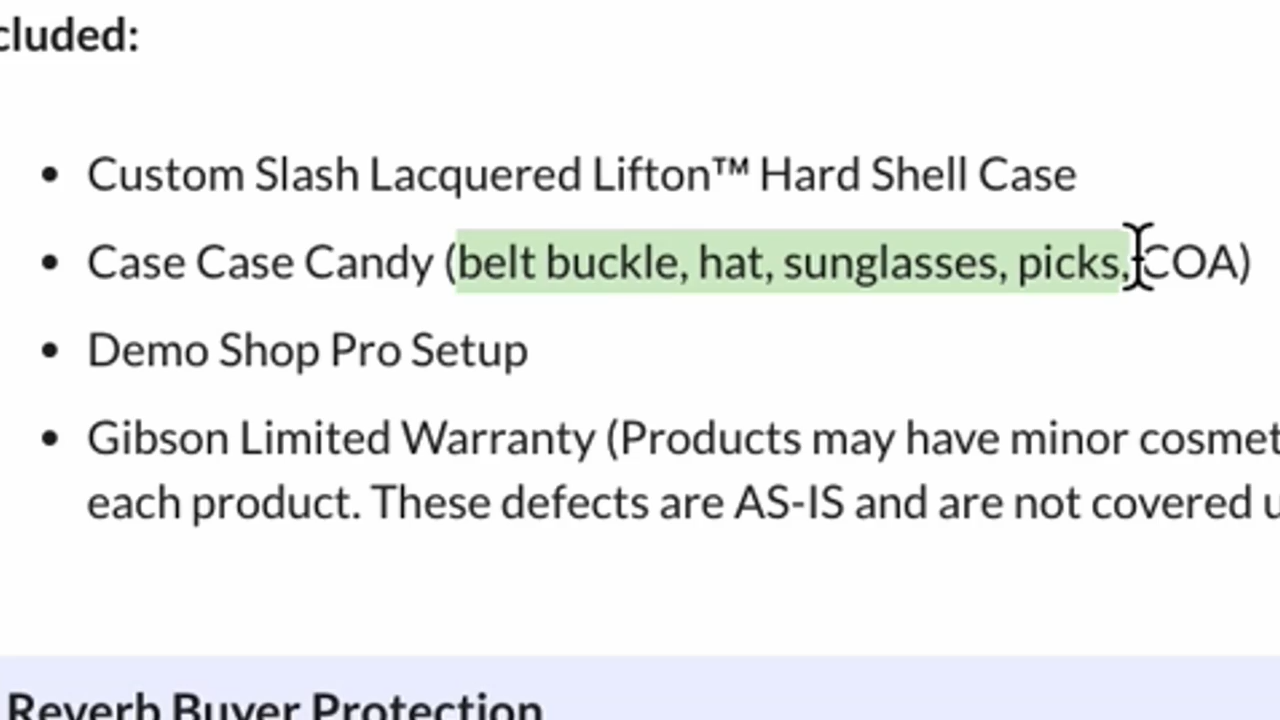 cluded:
• Custom Slash Lacquered Lifton™ Hard Shell Case
• Case Case Candy (belt buckle, hat, sunglasses, picks, COA)
• Demo Shop Pro Setup
• Gibson Limited Warranty (Products may have minor cosmet
each product. These defects are AS-IS and are not covered u
Reverb Buyer Protection